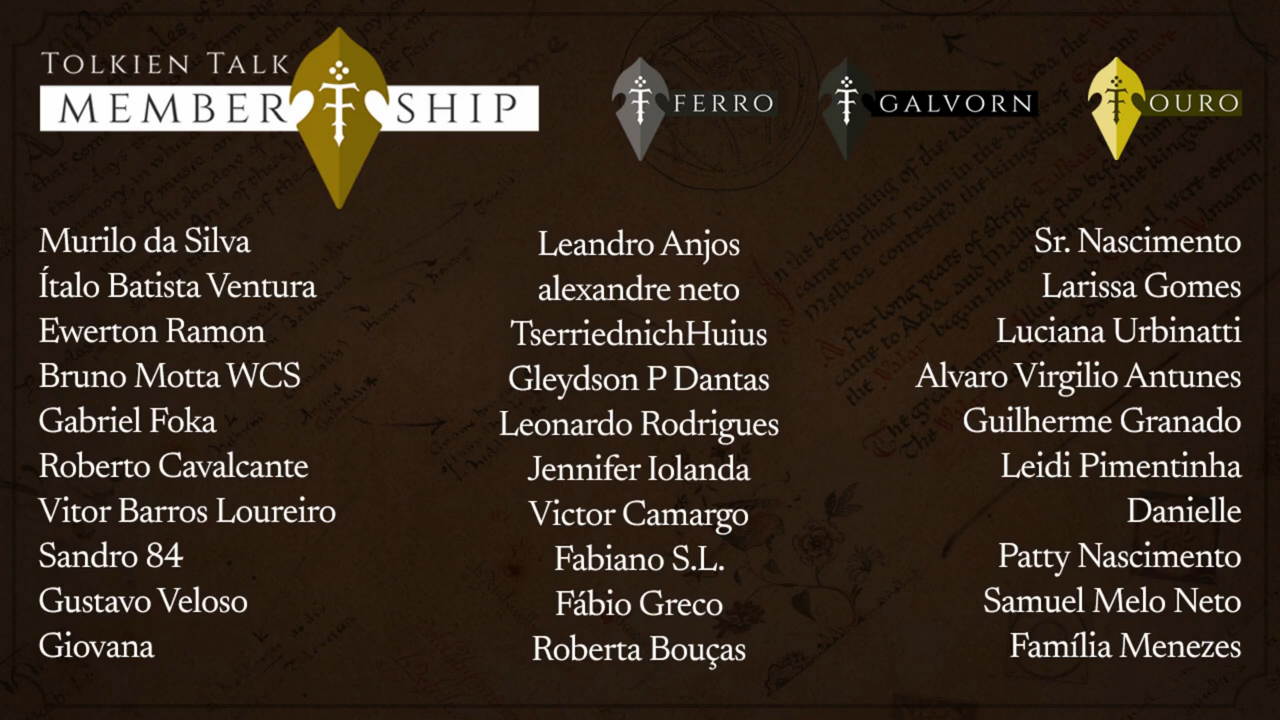 TOLKIEN TALK
MEMBERSHIP
FERRO
GALVORN
OURO
Murilo da Silva
Ítalo Batista Ventura
Ewerton Ramon
Bruno Motta WCS
Gabriel Foka
Roberto Cavalcante
Vitor Barros Loureiro
Sandro 84
Gustavo Veloso
Giovana
Leandro Anjos
alexandre neto
TserriednichHuius
Gleydson P Dantas
Leonardo Rodrigues
Jennifer Iolanda
Victor Camargo
Fabiano S.L.
Fábio Greco
Roberta Bouças
Sr. Nascimento
Larissa Gomes
Luciana Urbinatti
Alvaro Virgilio Antunes
Guilherme Granado
Leidi Pimentinha
Danielle
Patty Nascimento
Samuel Melo Neto
Família Menezes